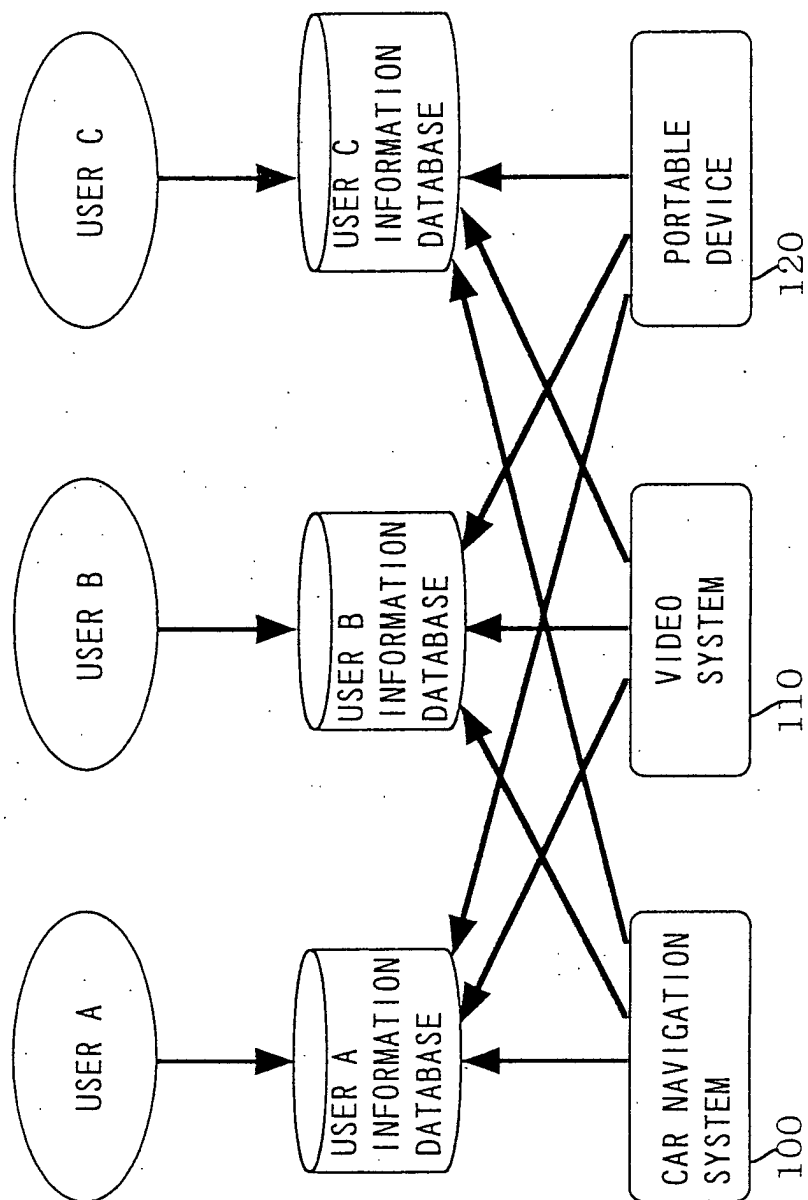 USER A
USER B
USER C
USER A
INFORMATION
DATABASE
USER B
INFORMATION
DATABASE
USER C
INFORMATION
DATABASE
CAR NAVIGATION
SYSTEM
100
VIDEO
SYSTEM
110
PORTABLE
DEVICE
120